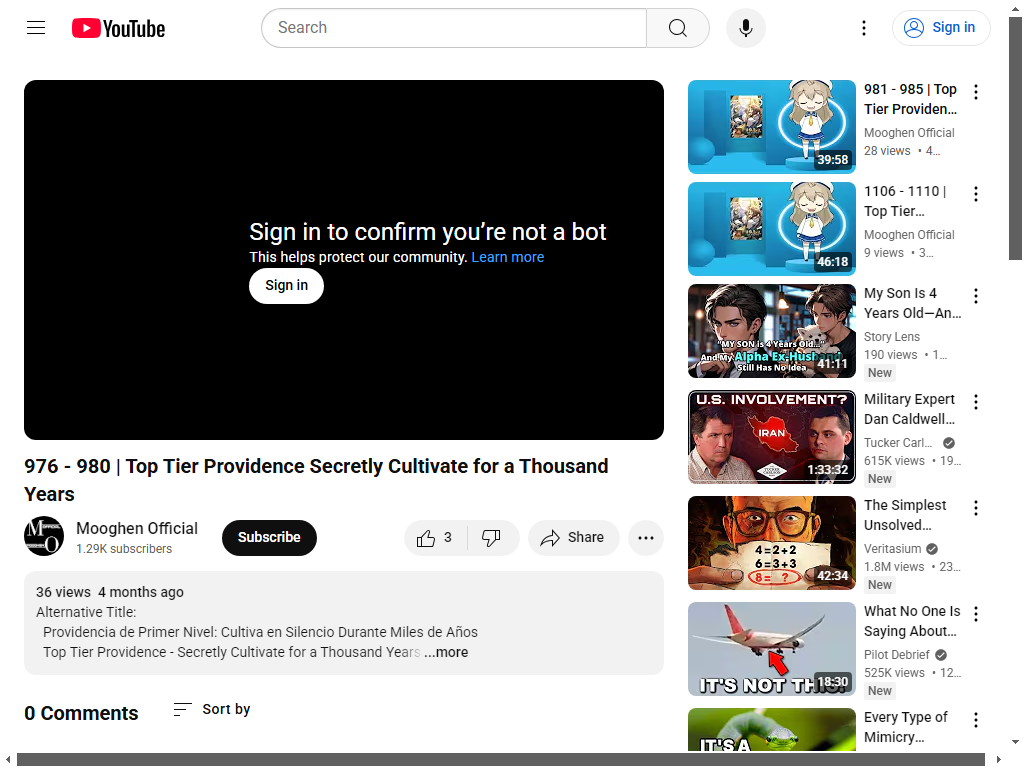 YouTube
Search
Sign in
Sign in to confirm you're not a bot
This helps protect our community. Learn more
Sign in
976 - 980 | Top Tier Providence Secretly Cultivate for a Thousand
Years
Mooghen Official
1.29K subscribers
Subscribe
3
Share
36 views 4 months ago
Alternative Title:
Providencia de Primer Nivel: Cultiva en Silencio Durante Miles de Años
Top Tier Providence - Secretly Cultivate for a Thousand Years ...more
0 Comments
Sort by
39:58
981 - 985 | Top
Tier Providen...
Mooghen Official
28 views • 4...
46:18
1106 - 1110 |
Top Tier...
Mooghen Official
9 views • 3...
"MY SON is 4 Years Old..."
And My Alpha Ex-Husband
Still Has No Idea
41:11
My Son Is 4
Years Old—An...
Story Lens
190 views • 1...
New
U.S. INVOLVEMENT?
IRAN
1:33:32
Military Expert
Dan Caldwell...
Tucker Carl...
615K views • 19...
New
4=2+2
6=3+3
8= ?
42:34
The Simplest
Unsolved...
Veritasium
1.8M views • 23...
New
IT'S NOT THIS!
18:30
What No One Is
Saying About...
Pilot Debrief
525K views • 12...
New
IT'S A
Every Type of
Mimicry...